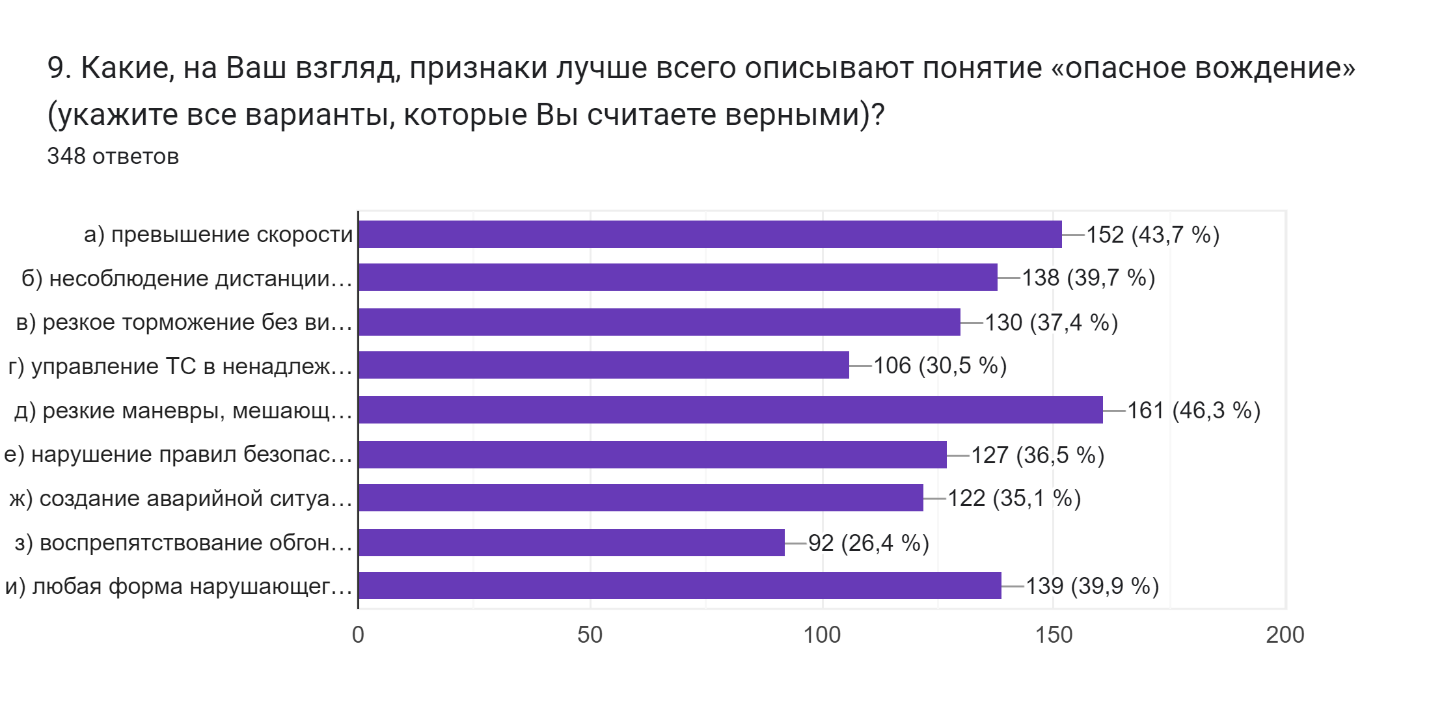 9. Какие, на Ваш взгляд, признаки лучше всего описывают понятие «опасное вождение»
(укажите все варианты, которые Вы считаете верными)?
348 ответов
а) превышение скорости 152 (43,7 %)
б) несоблюдение дистанции… 138 (39,7 %)
в) резкое торможение без ви… 130 (37,4 %)
г) управление ТС в ненадлеж… 106 (30,5 %)
д) резкие маневры, мешающ… 161 (46,3 %)
е) нарушение правил безопас… 127 (36,5 %)
ж) создание аварийной ситуа… 122 (35,1 %)
з) воспрепятствование обгон… 92 (26,4 %)
и) любая форма нарушающег… 139 (39,9 %)
0 50 100 150 200